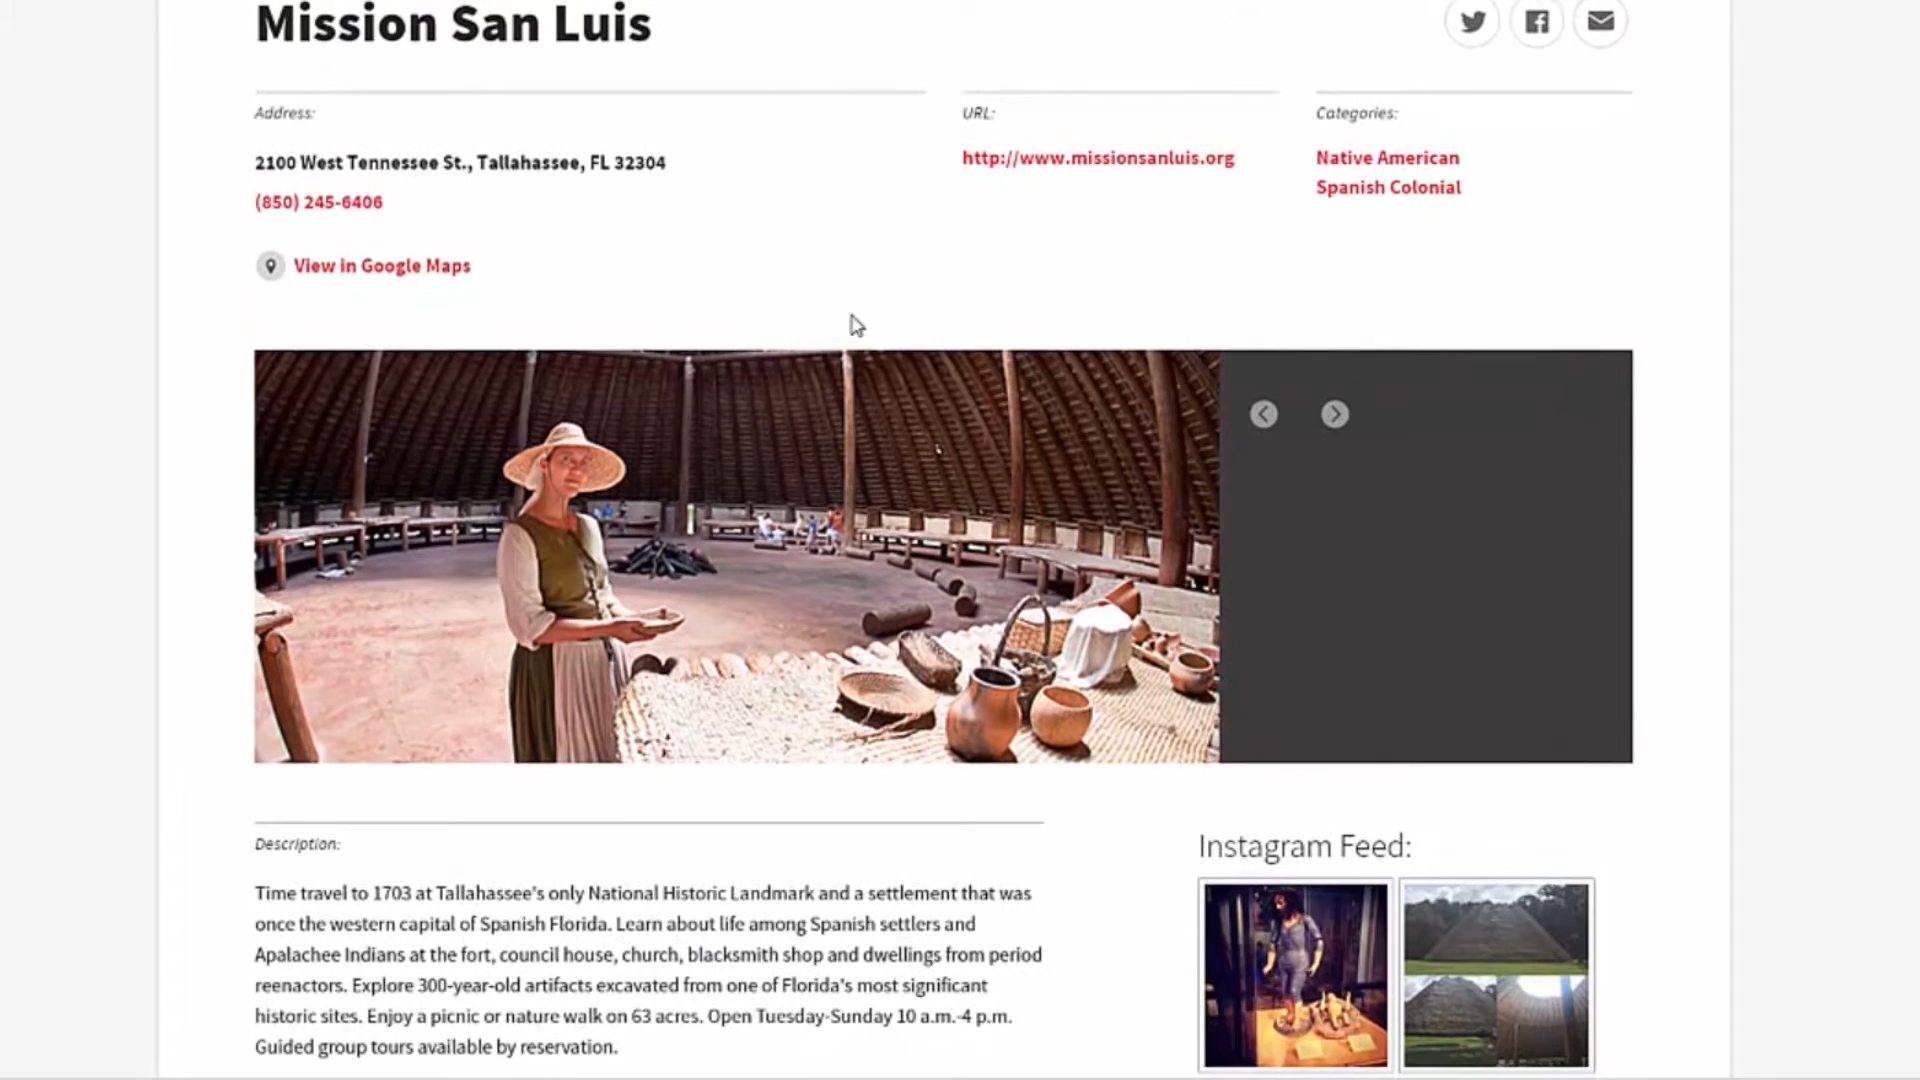 Mission San Luis
Address:
2100 West Tennessee St., Tallahassee, FL 32304
(850) 245-6406
View in Google Maps
URL:
http://www.missionsanluis.org
Categories:
Native American
Spanish Colonial
Description:
Time travel to 1703 at Tallahassee's only National Historic Landmark and a settlement that was
once the western capital of Spanish Florida. Learn about life among Spanish settlers and
Apalachee Indians at the fort, council house, church, blacksmith shop and dwellings from period
reenactors. Explore 300-year-old artifacts excavated from one of Florida's most significant
historic sites. Enjoy a picnic or nature walk on 63 acres. Open Tuesday-Sunday 10 a.m.-4 p.m.
Guided group tours available by reservation.
Instagram Feed: